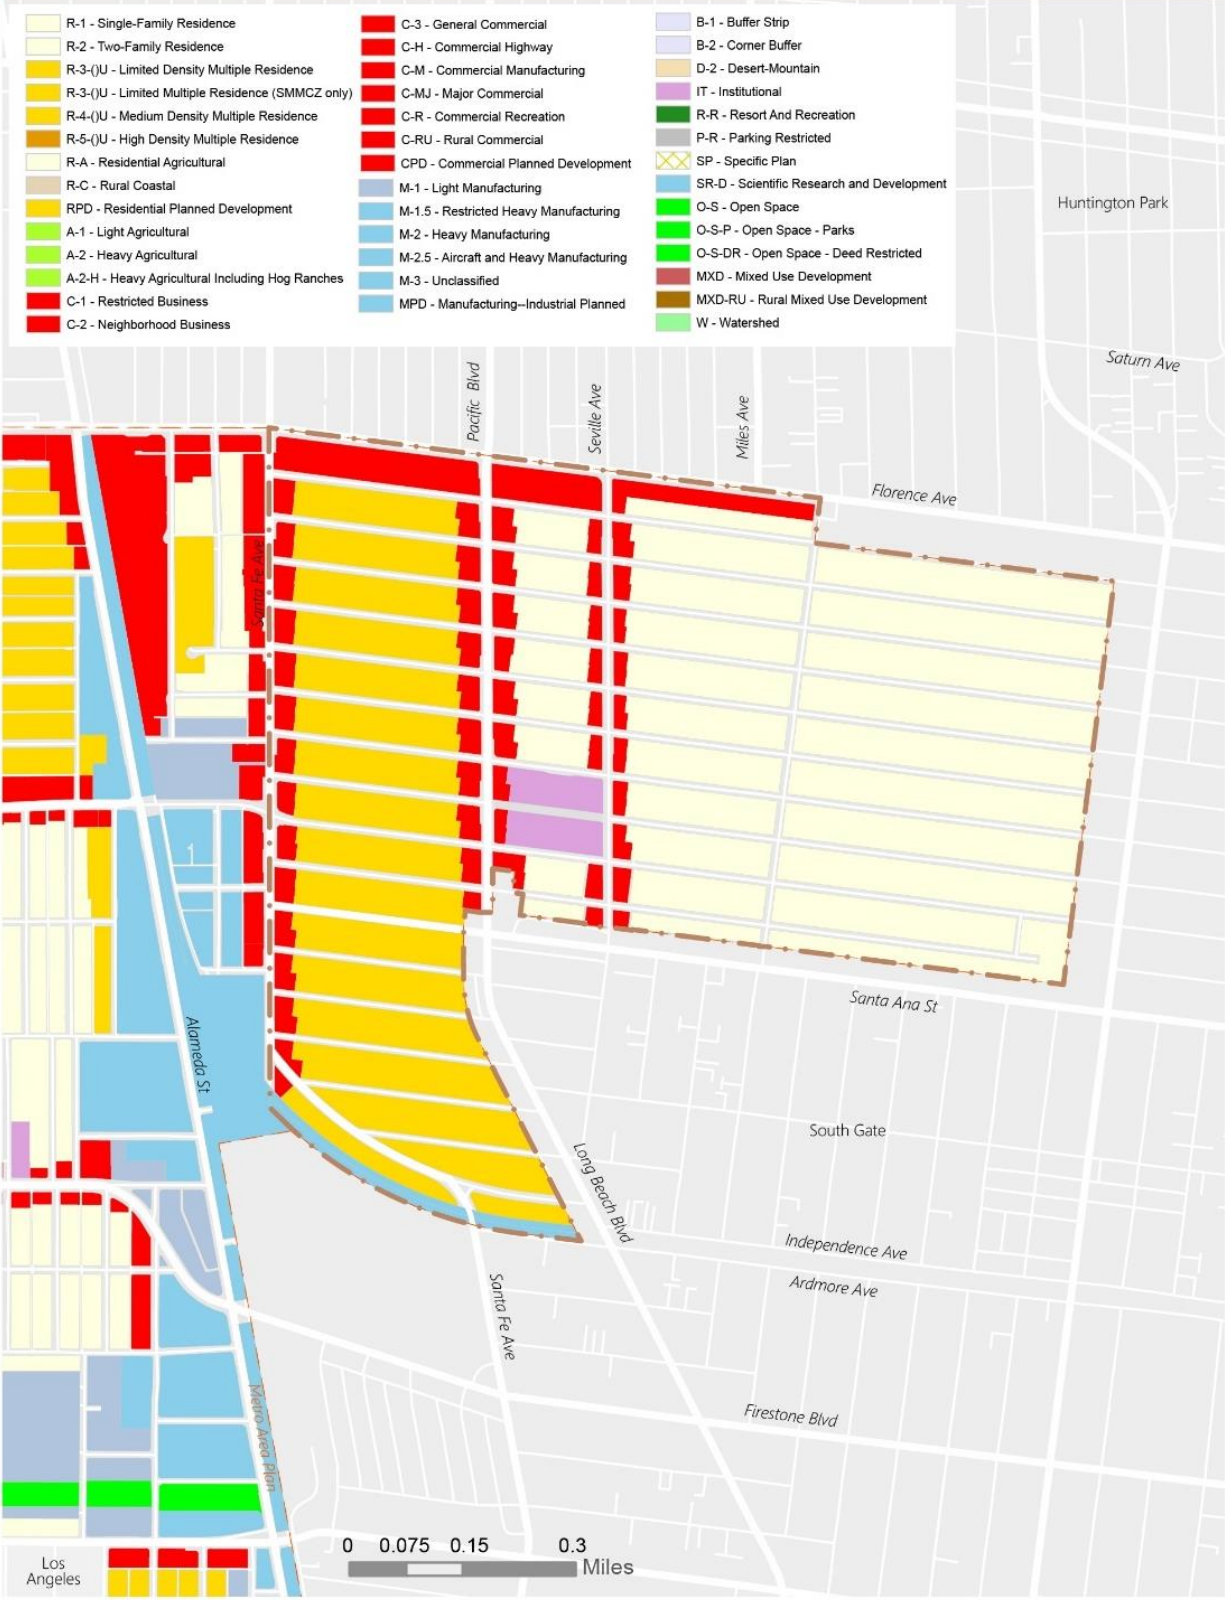 R-1 - Single-Family Residence
R-2 - Two-Family Residence
R-3-()U - Limited Density Multiple Residence
R-3-()U - Limited Multiple Residence (SMMCZ only)
R-4-()U - Medium Density Multiple Residence
R-5-()U - High Density Multiple Residence
R-A - Residential Agricultural
R-C - Rural Coastal
RPD - Residential Planned Development
A-1 - Light Agricultural
A-2 - Heavy Agricultural
A-2-H - Heavy Agricultural Including Hog Ranches
C-1 - Restricted Business
C-2 - Neighborhood Business
C-3 - General Commercial
C-H - Commercial Highway
C-M - Commercial Manufacturing
C-MJ - Major Commercial
C-R - Commercial Recreation
C-RU - Rural Commercial
CPD - Commercial Planned Development
M-1 - Light Manufacturing
M-1.5 - Restricted Heavy Manufacturing
M-2 - Heavy Manufacturing
M-2.5 - Aircraft and Heavy Manufacturing
M-3 - Unclassified
MPD - Manufacturing--Industrial Planned
B-1 - Buffer Strip
B-2 - Corner Buffer
D-2 - Desert-Mountain
IT - Institutional
R-R - Resort And Recreation
P-R - Parking Restricted
SP - Specific Plan
SR-D - Scientific Research and Development
O-S - Open Space
O-S-P - Open Space - Parks
O-S-DR - Open Space - Deed Restricted
MXD - Mixed Use Development
MXD-RU - Rural Mixed Use Development
W - Watershed
Huntington Park
Saturn Ave
Pacific Blvd
Seville Ave
Miles Ave
Florence Ave
Santa Fe Ave
Santa Ana St
Alameda St
South Gate
Long Beach Blvd
Independence Ave
Ardmore Ave
Santa Fe Ave
Firestone Blvd
Metro Area Plan
Los
Angeles
0 0.075 0.15 0.3
Miles